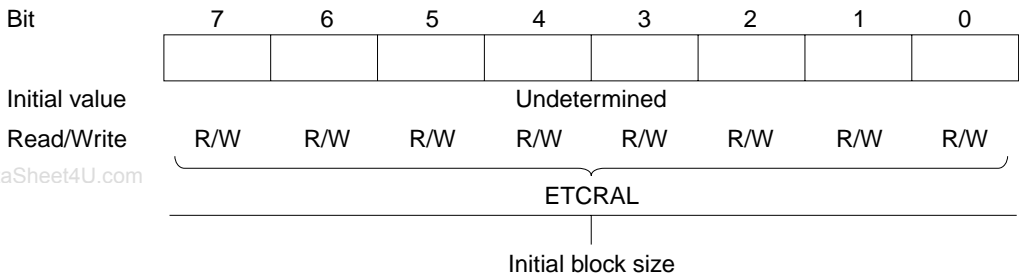 Bit 7 6 5 4 3 2 1 0
Initial value Undetermined
Read/Write R/W R/W R/W R/W R/W R/W R/W R/W
aSheet4U.com
ETCRAL
Initial block size